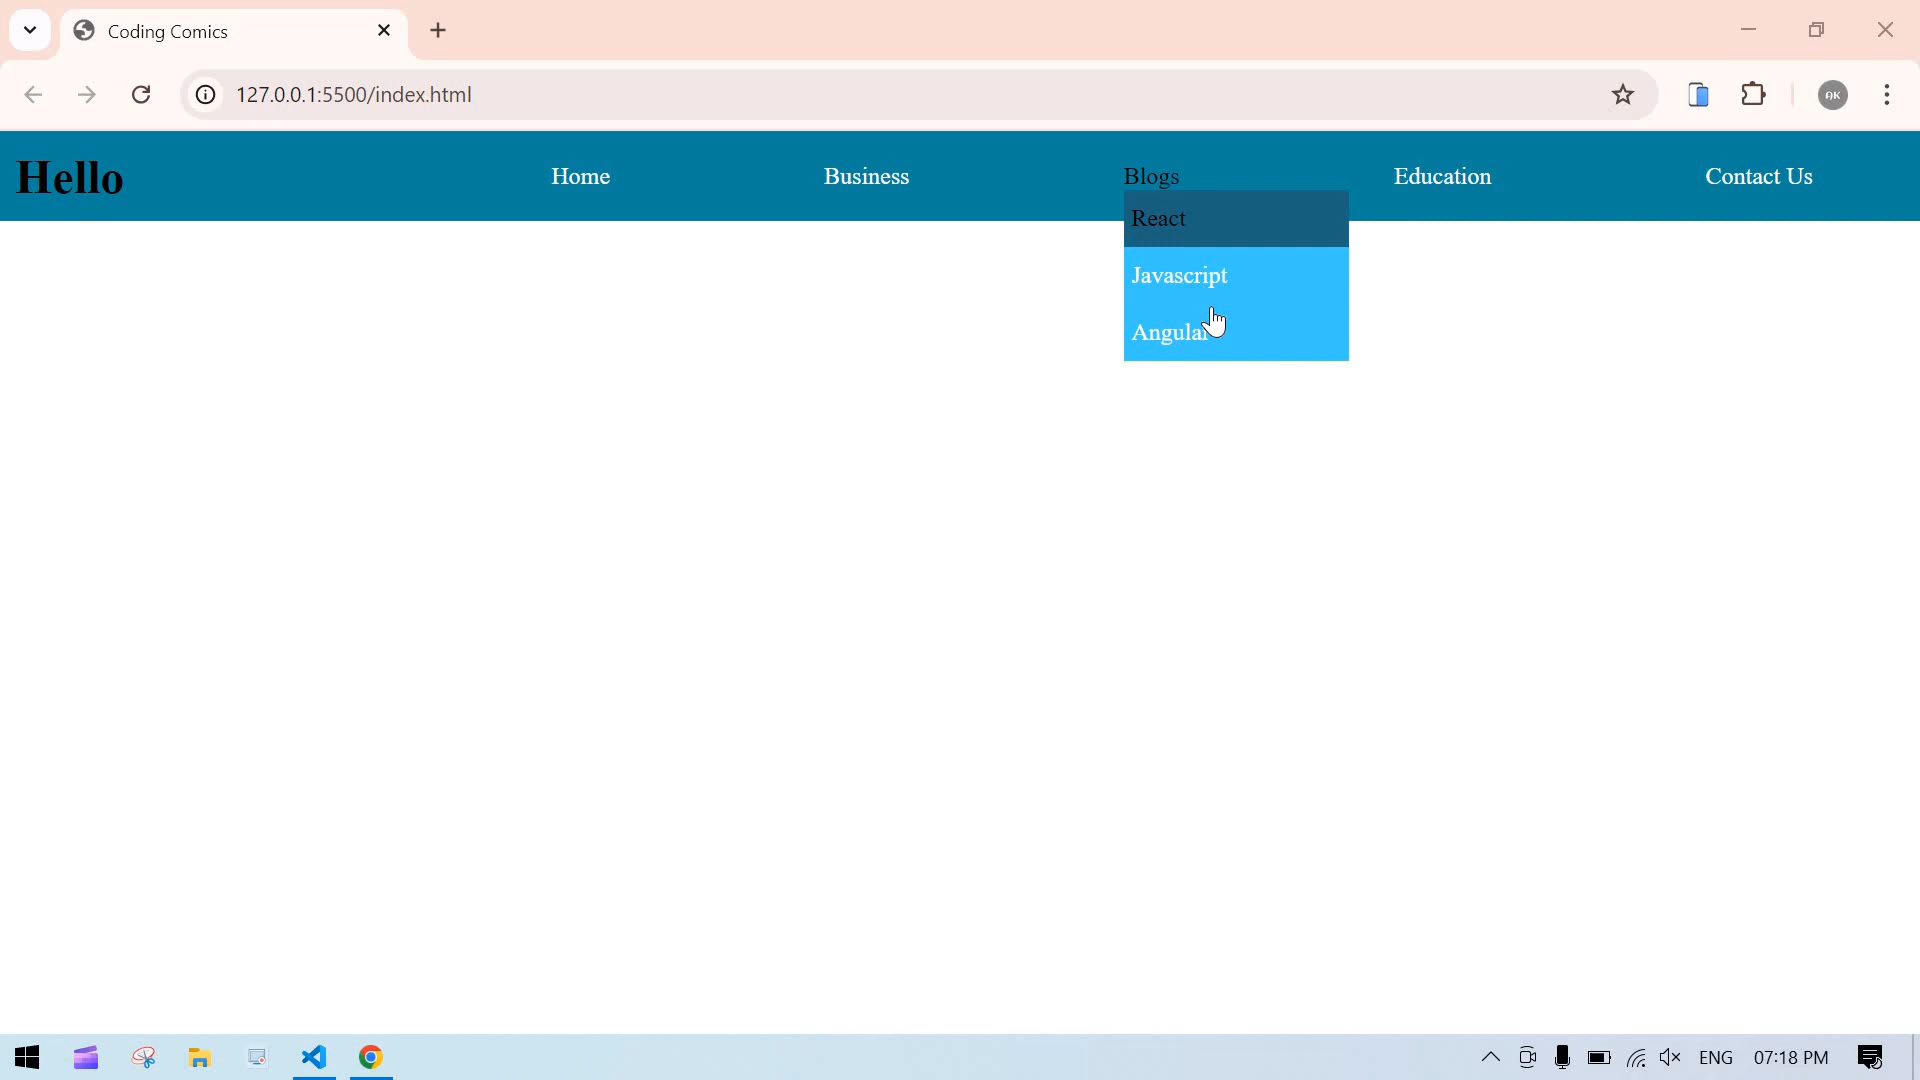 Coding Comics
127.0.0.1:5500/index.html
AK
Hello
Home
Business
Blogs
Education
Contact Us
React
Javascript
Angular
ENG
07:18 PM